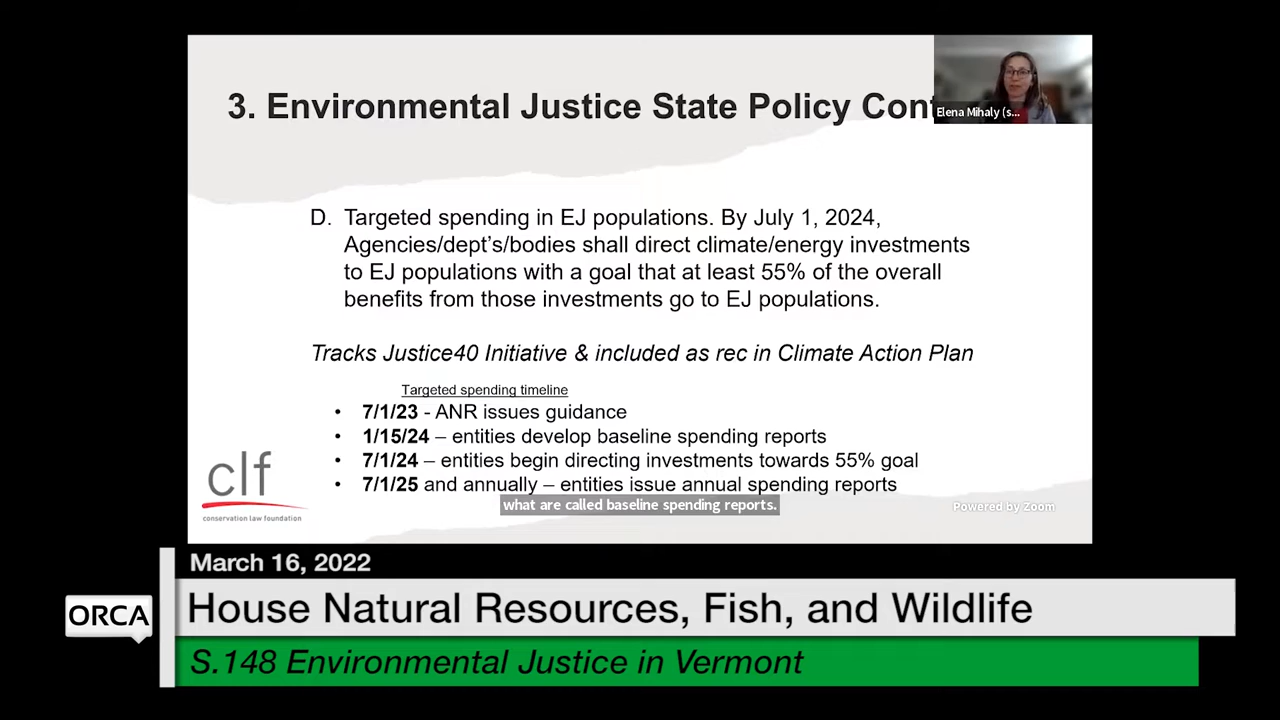 3. Environmental Justice State Policy Cont
Elena Mihaly (s...
D. Targeted spending in EJ populations. By July 1, 2024,
Agencies/dept's/bodies shall direct climate/energy investments
to EJ populations with a goal that at least 55% of the overall
benefits from those investments go to EJ populations.
Tracks Justice40 Initiative & included as rec in Climate Action Plan
Targeted spending timeline
• 7/1/23 - ANR issues guidance
• 1/15/24 – entities develop baseline spending reports
• 7/1/24 – entities begin directing investments towards 55% goal
• 7/1/25 and annually – entities issue annual spending reports
clf
conservation law foundation
what are called baseline spending reports.
Powered by Zoom
March 16, 2022
ORCA
House Natural Resources, Fish, and Wildlife
S.148 Environmental Justice in Vermont